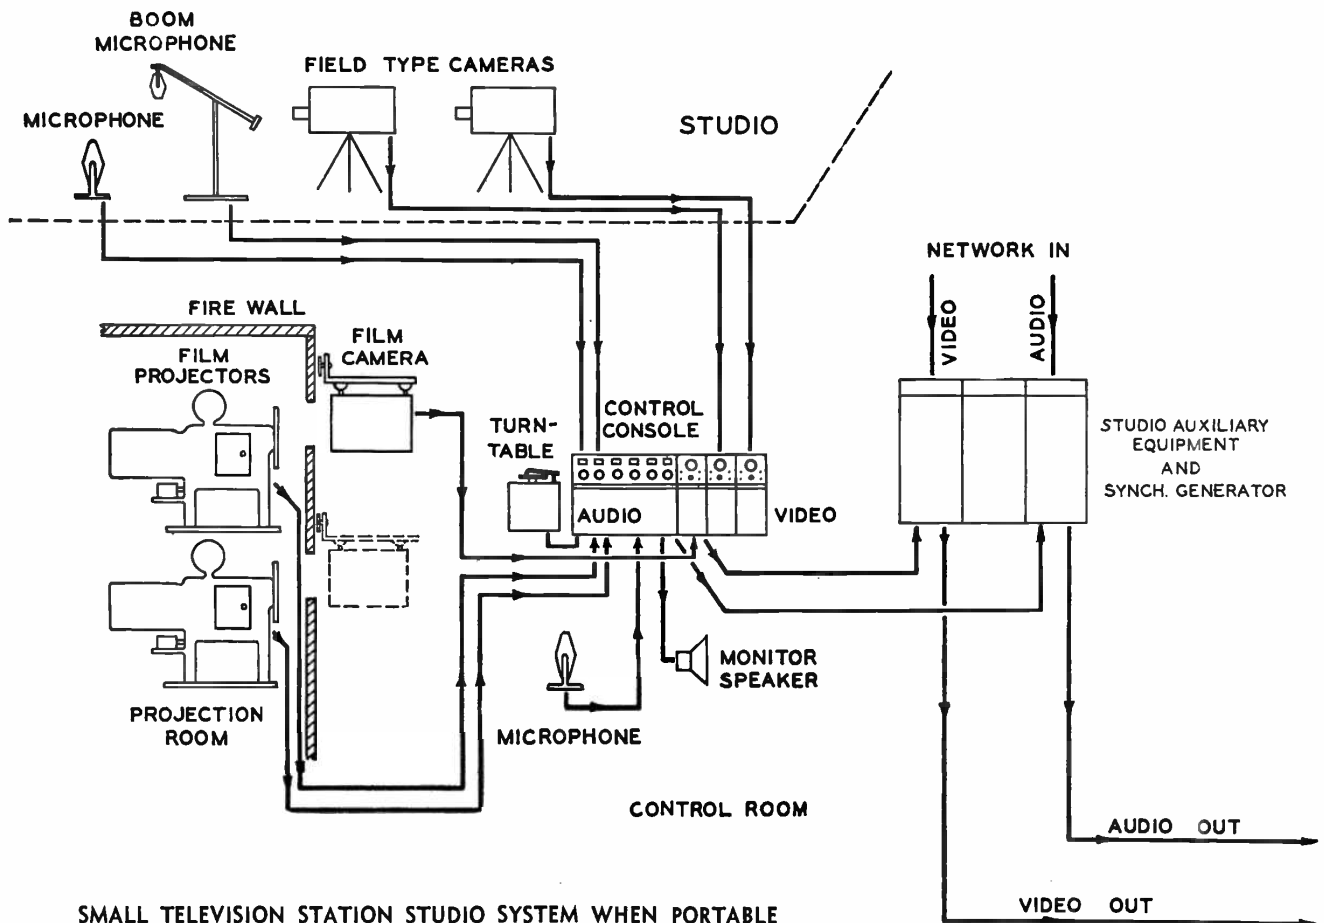 BOOM
MICROPHONE
FIELD TYPE CAMERAS
MICROPHONE
STUDIO
NETWORK IN
VIDEO
AUDIO
FIRE WALL
FILM
CAMERA
FILM
PROJECTORS
CONTROL
CONSOLE
TURN-
TABLE
STUDIO AUXILIARY
EQUIPMENT
AND
SYNCH. GENERATOR
AUDIO
VIDEO
MONITOR
SPEAKER
PROJECTION
ROOM
MICROPHONE
CONTROL ROOM
AUDIO OUT
VIDEO OUT
SMALL TELEVISION STATION STUDIO SYSTEM WHEN PORTABLE